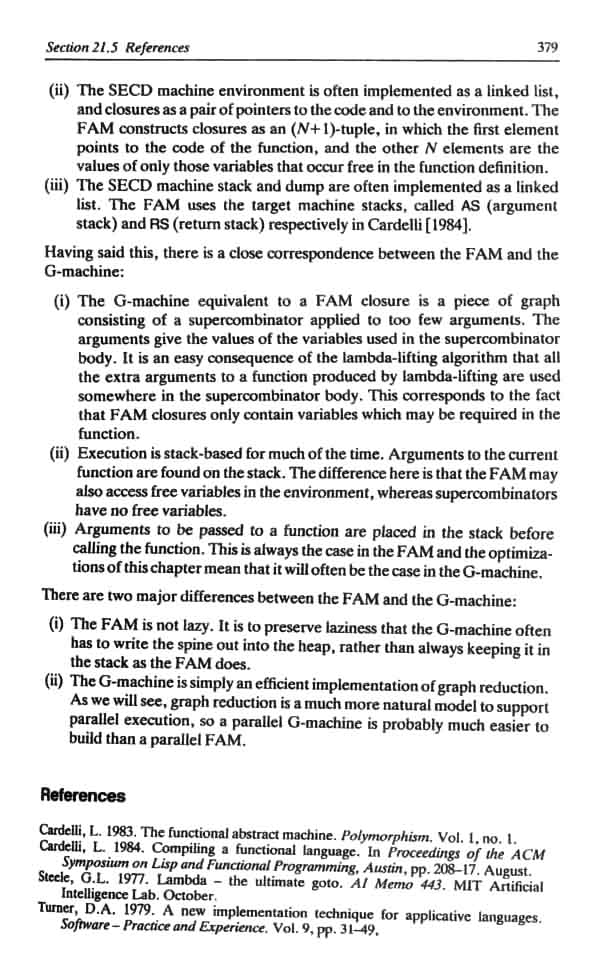 Section 21.5 References 379
(ii) The SECD machine environment is often implemented as a linked list,
and closures as a pair of pointers to the code and to the environment. The
FAM constructs closures as an (N+1)-tuple, in which the first element
points to the code of the function, and the other N elements are the
values of only those variables that occur free in the function definition.
(iii) The SECD machine stack and dump are often implemented as a linked
list. The FAM uses the target machine stacks, called AS (argument
stack) and RS (return stack) respectively in Cardelli [1984].
Having said this, there is a close correspondence between the FAM and the
G-machine:
(i) The G-machine equivalent to a FAM closure is a piece of graph
consisting of a supercombinator applied to too few arguments. The
arguments give the values of the variables used in the supercombinator
body. It is an easy consequence of the lambda-lifting algorithm that all
the extra arguments to a function produced by lambda-lifting are used
somewhere in the supercombinator body. This corresponds to the fact
that FAM closures only contain variables which may be required in the
function.
(ii) Execution is stack-based for much of the time. Arguments to the current
function are found on the stack. The difference here is that the FAM may
also access free variables in the environment, whereas supercombinators
have no free variables.
(iii) Arguments to be passed to a function are placed in the stack before
calling the function. This is always the case in the FAM and the optimiza-
tions of this chapter mean that it will often be the case in the G-machine.
There are two major differences between the FAM and the G-machine:
(i) The FAM is not lazy. It is to preserve laziness that the G-machine often
has to write the spine out into the heap, rather than always keeping it in
the stack as the FAM does.
(ii) The G-machine is simply an efficient implementation of graph reduction.
As we will see, graph reduction is a much more natural model to support
parallel execution, so a parallel G-machine is probably much easier to
build than a parallel FAM.
References
Cardelli, L. 1983. The functional abstract machine. Polymorphism. Vol. 1, no. 1.
Cardelli, L. 1984. Compiling a functional language. In Proceedings of the ACM
Symposium on Lisp and Functional Programming, Austin, pp. 208–17. August.
Steele, G.L. 1977. Lambda – the ultimate goto. AI Memo 443. MIT Artificial
Intelligence Lab. October.
Turner, D.A. 1979. A new implementation technique for applicative languages.
Software – Practice and Experience. Vol. 9, pp. 31–49.